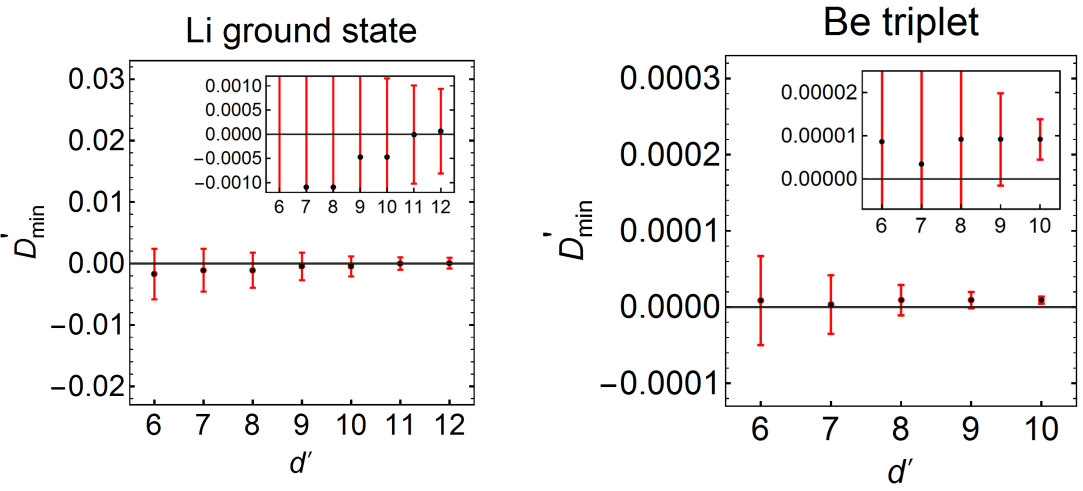 Li ground state
0.03
0.02
0.01
0.00
−0.01
−0.02
D'min
6 7 8 9 10 11 12
d′
0.0010
0.0005
0.0000
−0.0005
−0.0010
6 7 8 9 10 11 12
Be triplet
0.0003
0.0002
0.0001
0.0000
−0.0001
D'min
6 7 8 9 10
d′
0.00002
0.00001
0.00000
6 7 8 9 10